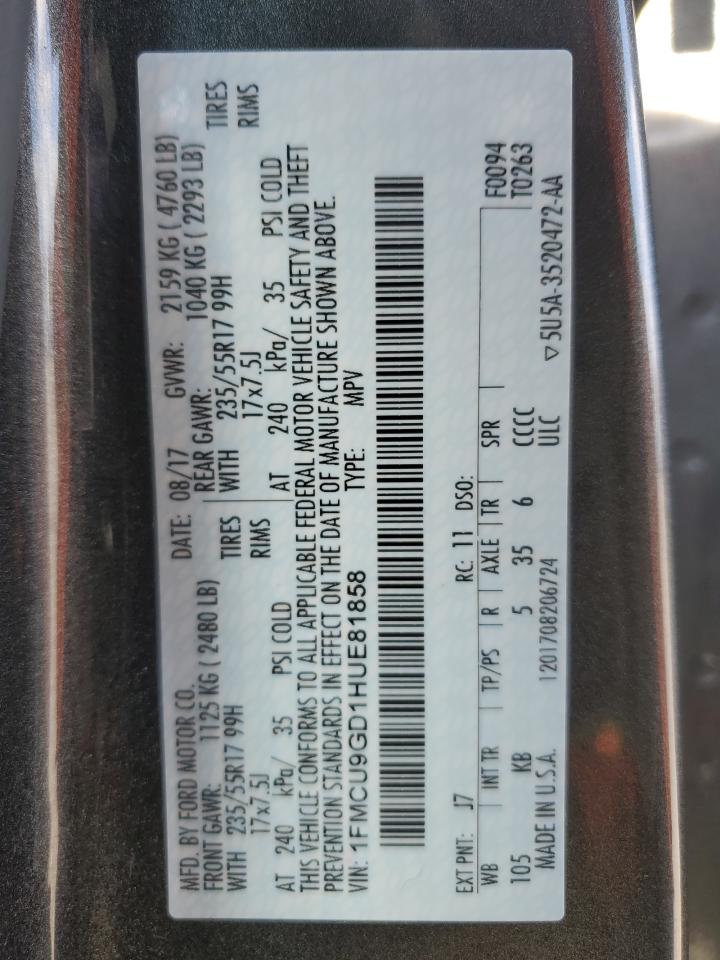 MFD. BY FORD MOTOR CO. DATE: 08/17 GVWR: 2159 KG ( 4760 LB)
FRONT GAWR: 1125 KG ( 2480 LB) REAR GAWR: 1040 KG ( 2293 LB)
WITH 235/55R17 99H TIRES WITH 235/55R17 99H TIRES
17x7.5J RIMS 17x7.5J RIMS
AT 240 kPa/ 35 PSI COLD AT 240 kPa/ 35 PSI COLD
THIS VEHICLE CONFORMS TO ALL APPLICABLE FEDERAL MOTOR VEHICLE SAFETY AND THEFT
PREVENTION STANDARDS IN EFFECT ON THE DATE OF MANUFACTURE SHOWN ABOVE.
VIN: 1FMCU9GD1HUE81858 TYPE: MPV
EXT PNT: J7 RC: 11 DSO:
WB INT TR TP/PS R AXLE TR SPR F0094
105 KB 5 35 6 CCCC T0263
MADE IN U.S.A. 1201708206724 ULC ▽ 5U5A-3520472-AA